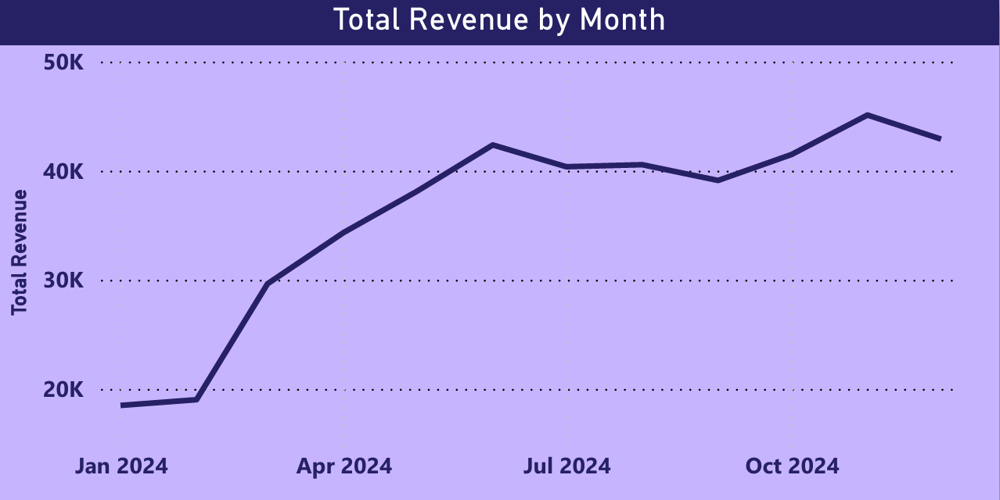 Total Revenue by Month
50K
40K
30K
20K
Total Revenue
Jan 2024
Apr 2024
Jul 2024
Oct 2024